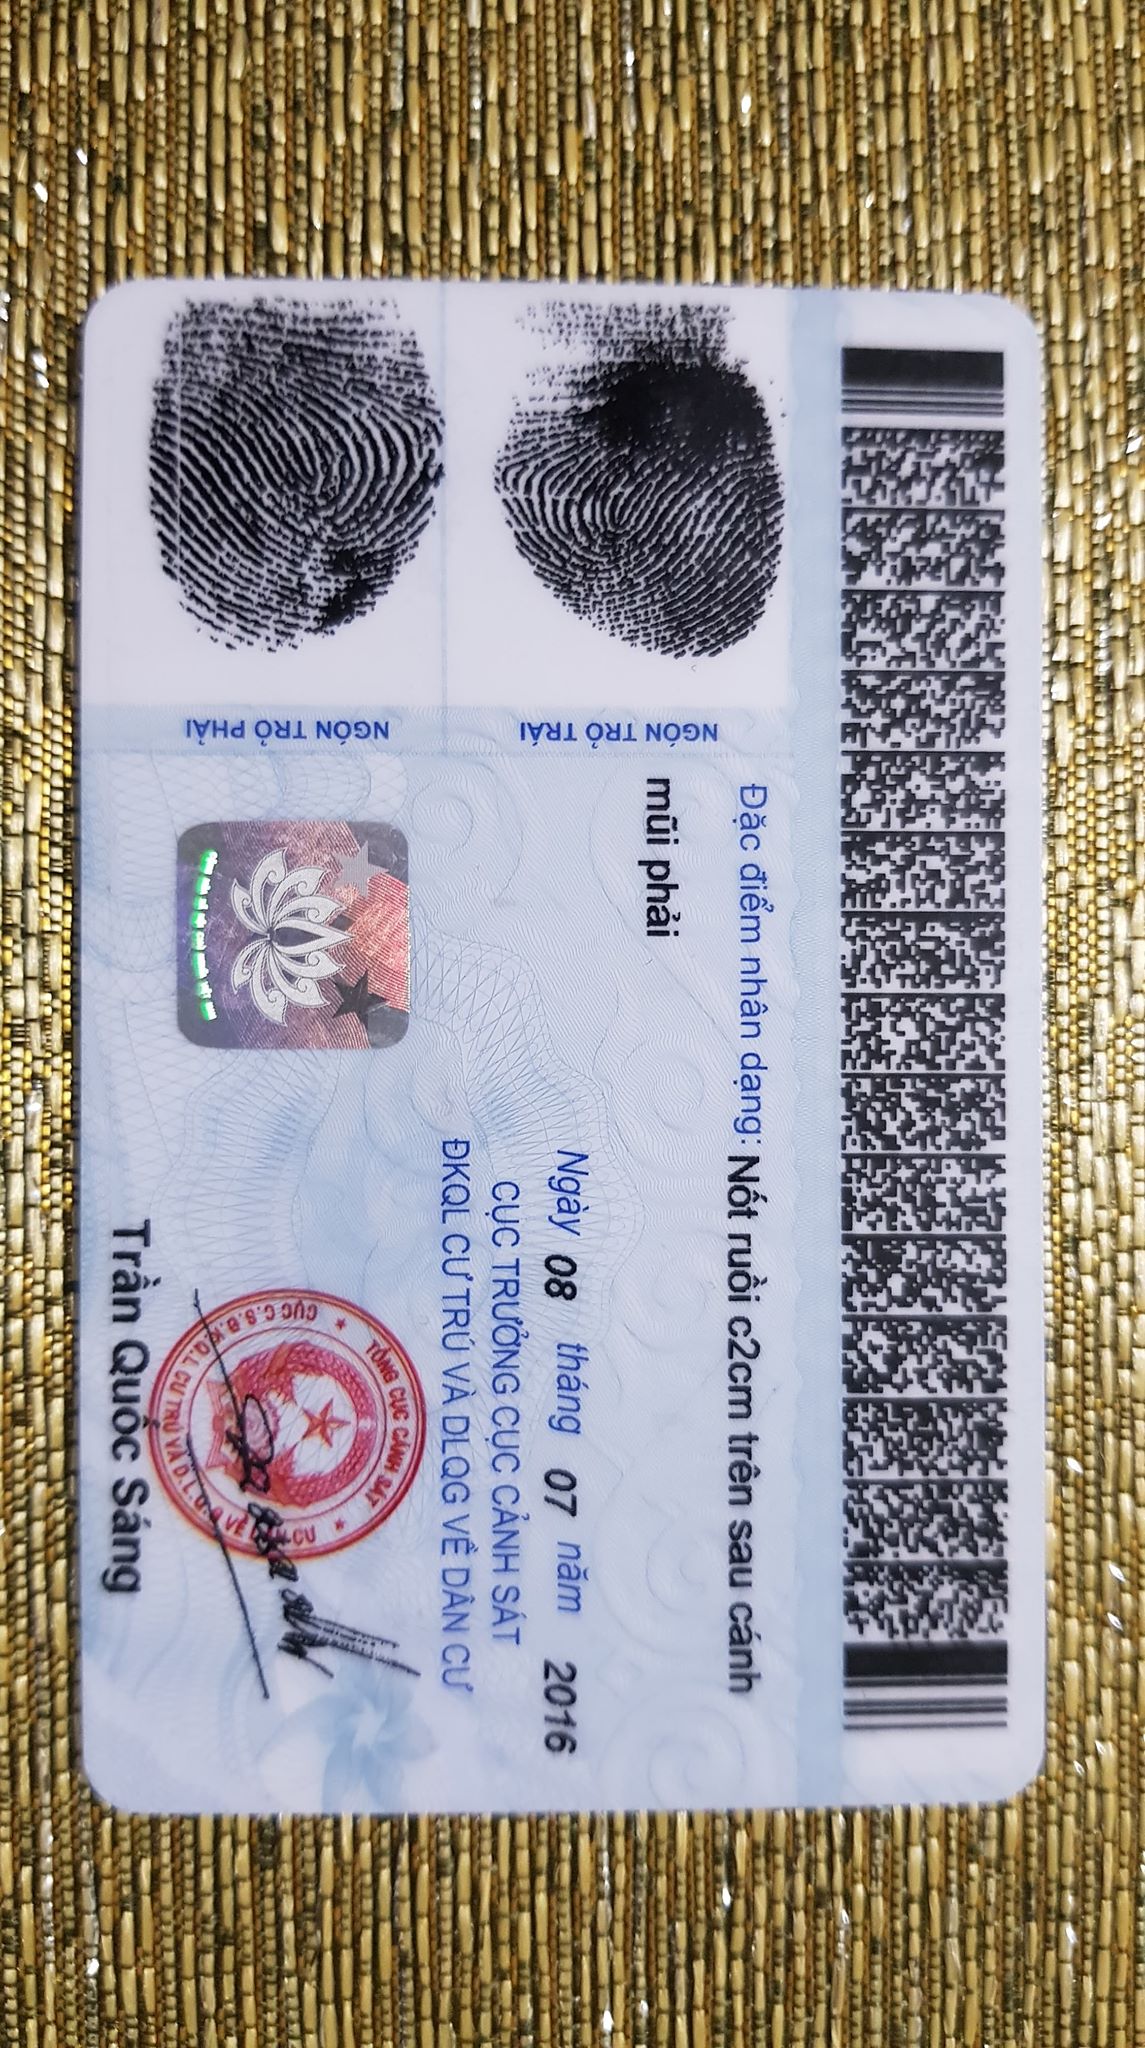 Đặc điểm nhân dạng: Nốt ruồi c2cm trên sau cánh
mũi phải
NGÓN TRỎ TRÁI
NGÓN TRỎ PHẢI
Ngày 08 tháng 07 năm 2016
CỤC TRƯỞNG CỤC CẢNH SÁT
ĐKQL CƯ TRÚ VÀ DLQG VỀ DÂN CƯ
TỔNG CỤC CẢNH SÁT
CỤC C.S.Đ.K.Q.L CƯ TRÚ VÀ D.L.Q.G VỀ DÂN CƯ
Trần Quốc Sáng